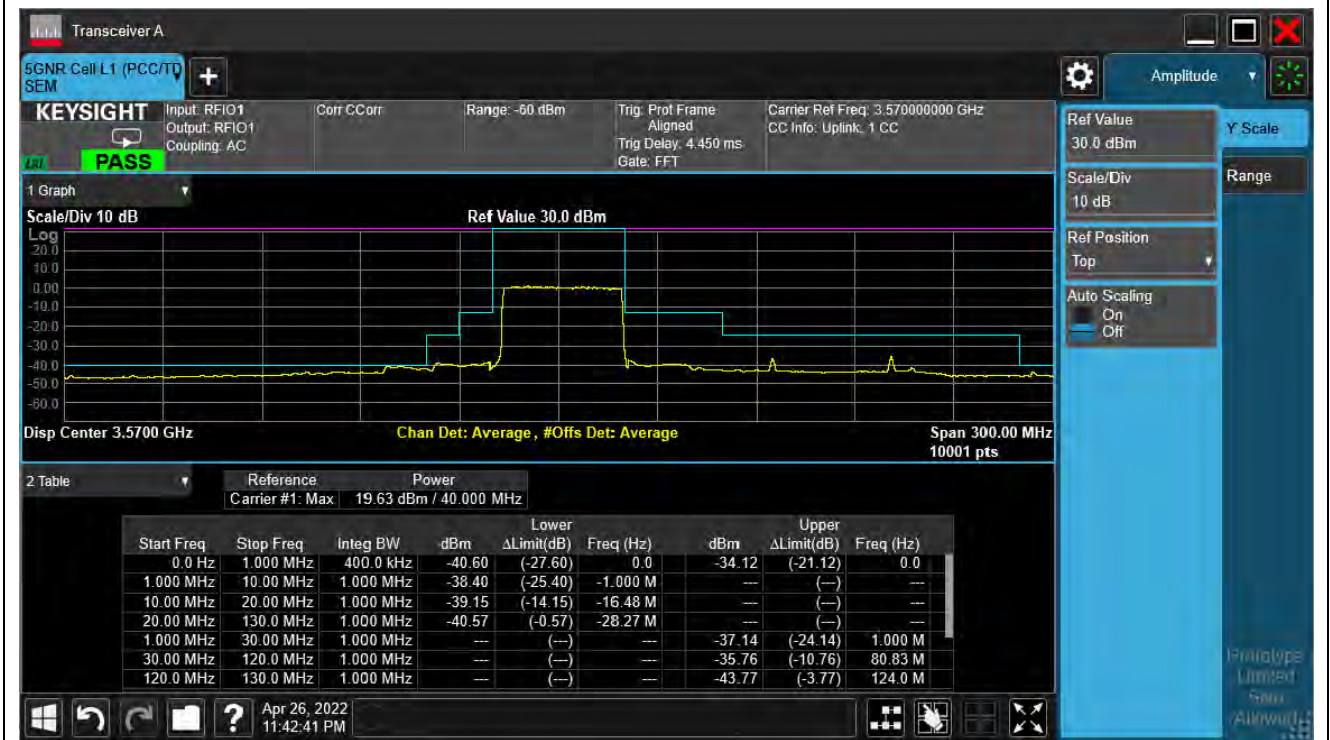 Transceiver A
5GNR Cell L1 (PCC/TD
SEM
+
Amplitude
KEYSIGHT
PASS
Input: RFIO1
Output: RFIO1
Coupling: AC
Corr CCorr
Range: -60 dBm
Trig: Prot Frame
Aligned
Trig Delay: 4.450 ms
Gate: FFT
Carrier Ref Freq: 3.570000000 GHz
CC Info: Uplink, 1 CC
Ref Value
30.0 dBm
Y Scale
Scale/Div
10 dB
Range
Ref Position
Top
Auto Scaling
On
Off
1 Graph
Scale/Div 10 dB
Ref Value 30.0 dBm
Log
20.0
10.0
0.00
-10.0
-20.0
-30.0
-40.0
-50.0
-60.0
Disp Center 3.5700 GHz
Chan Det: Average , #Offs Det: Average
Span 300.00 MHz
10001 pts
2 Table
Reference Power
Carrier #1: Max 19.63 dBm / 40.000 MHz
Lower Upper
Start Freq Stop Freq Integ BW dBm ΔLimit(dB) Freq (Hz) dBm ΔLimit(dB) Freq (Hz)
0.0 Hz 1.000 MHz 400.0 kHz -40.60 (-27.60) 0.0 -34.12 (-21.12) 0.0
1.000 MHz 10.00 MHz 1.000 MHz -38.40 (-25.40) -1.000 M --- (---) ---
10.00 MHz 20.00 MHz 1.000 MHz -39.15 (-14.15) -16.48 M --- (---) ---
20.00 MHz 130.0 MHz 1.000 MHz -40.57 (-0.57) -28.27 M --- (---) ---
1.000 MHz 30.00 MHz 1.000 MHz --- (---) --- -37.14 (-24.14) 1.000 M
30.00 MHz 120.0 MHz 1.000 MHz --- (---) --- -35.76 (-10.76) 80.83 M
120.0 MHz 130.0 MHz 1.000 MHz --- (---) --- -43.77 (-3.77) 124.0 M
?
Apr 26, 2022
11:42:41 PM